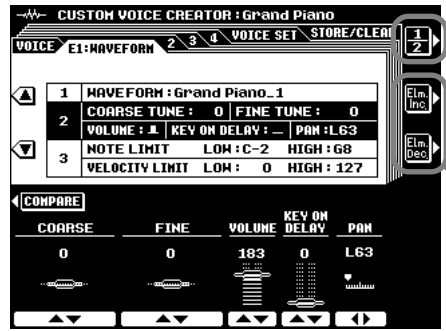 CUSTOM VOICE CREATOR : Grand Piano
VOICE E1: WAVEFORM 2 3 4 VOICE SET STORE/CLEAR
1 2
1 WAVEFORM : Grand Piano_1
2 COARSE TUNE : 0 FINE TUNE : 0
VOLUME : KEY ON DELAY : PAN : L63
3 NOTE LIMIT LOW : C-2 HIGH : G8
VELOCITY LIMIT LOW : 0 HIGH : 127
Elm. Inc.
Elm. Dec.
COMPARE
COARSE FINE VOLUME KEY ON DELAY PAN
0 0 183 0 L63